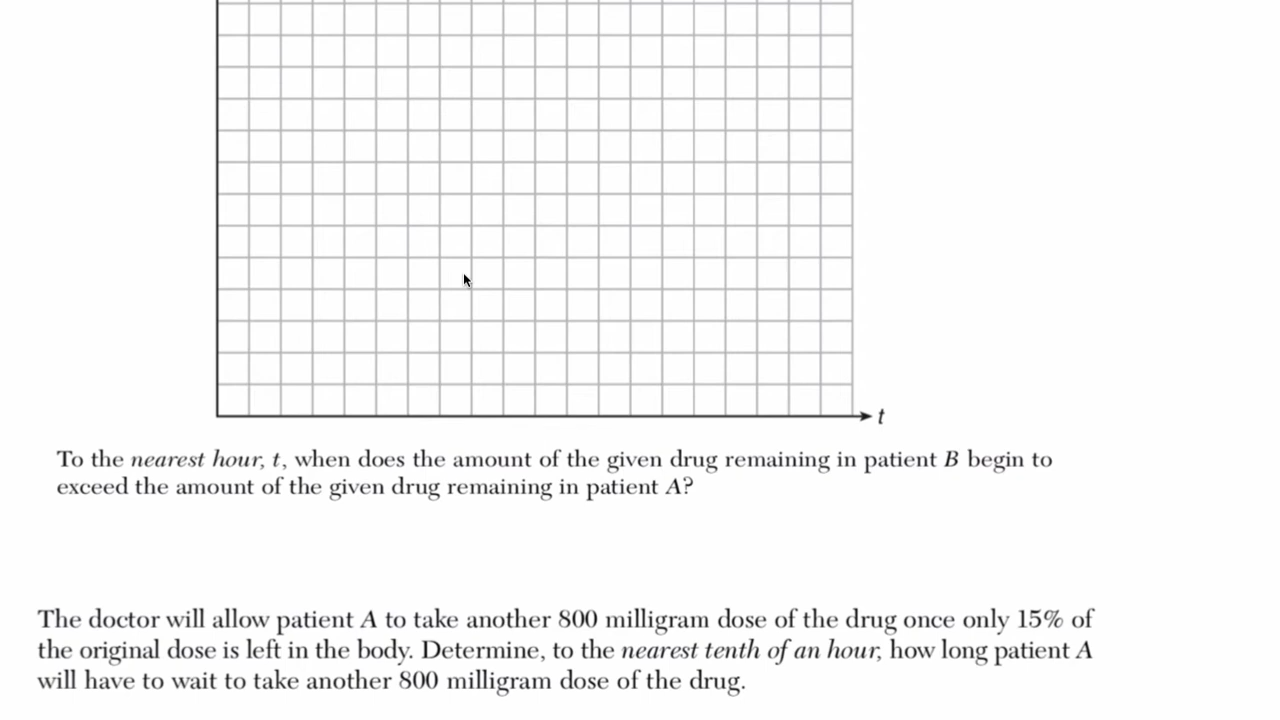 t
To the nearest hour, t, when does the amount of the given drug remaining in patient B begin to
exceed the amount of the given drug remaining in patient A?
The doctor will allow patient A to take another 800 milligram dose of the drug once only 15% of
the original dose is left in the body. Determine, to the nearest tenth of an hour, how long patient A
will have to wait to take another 800 milligram dose of the drug.